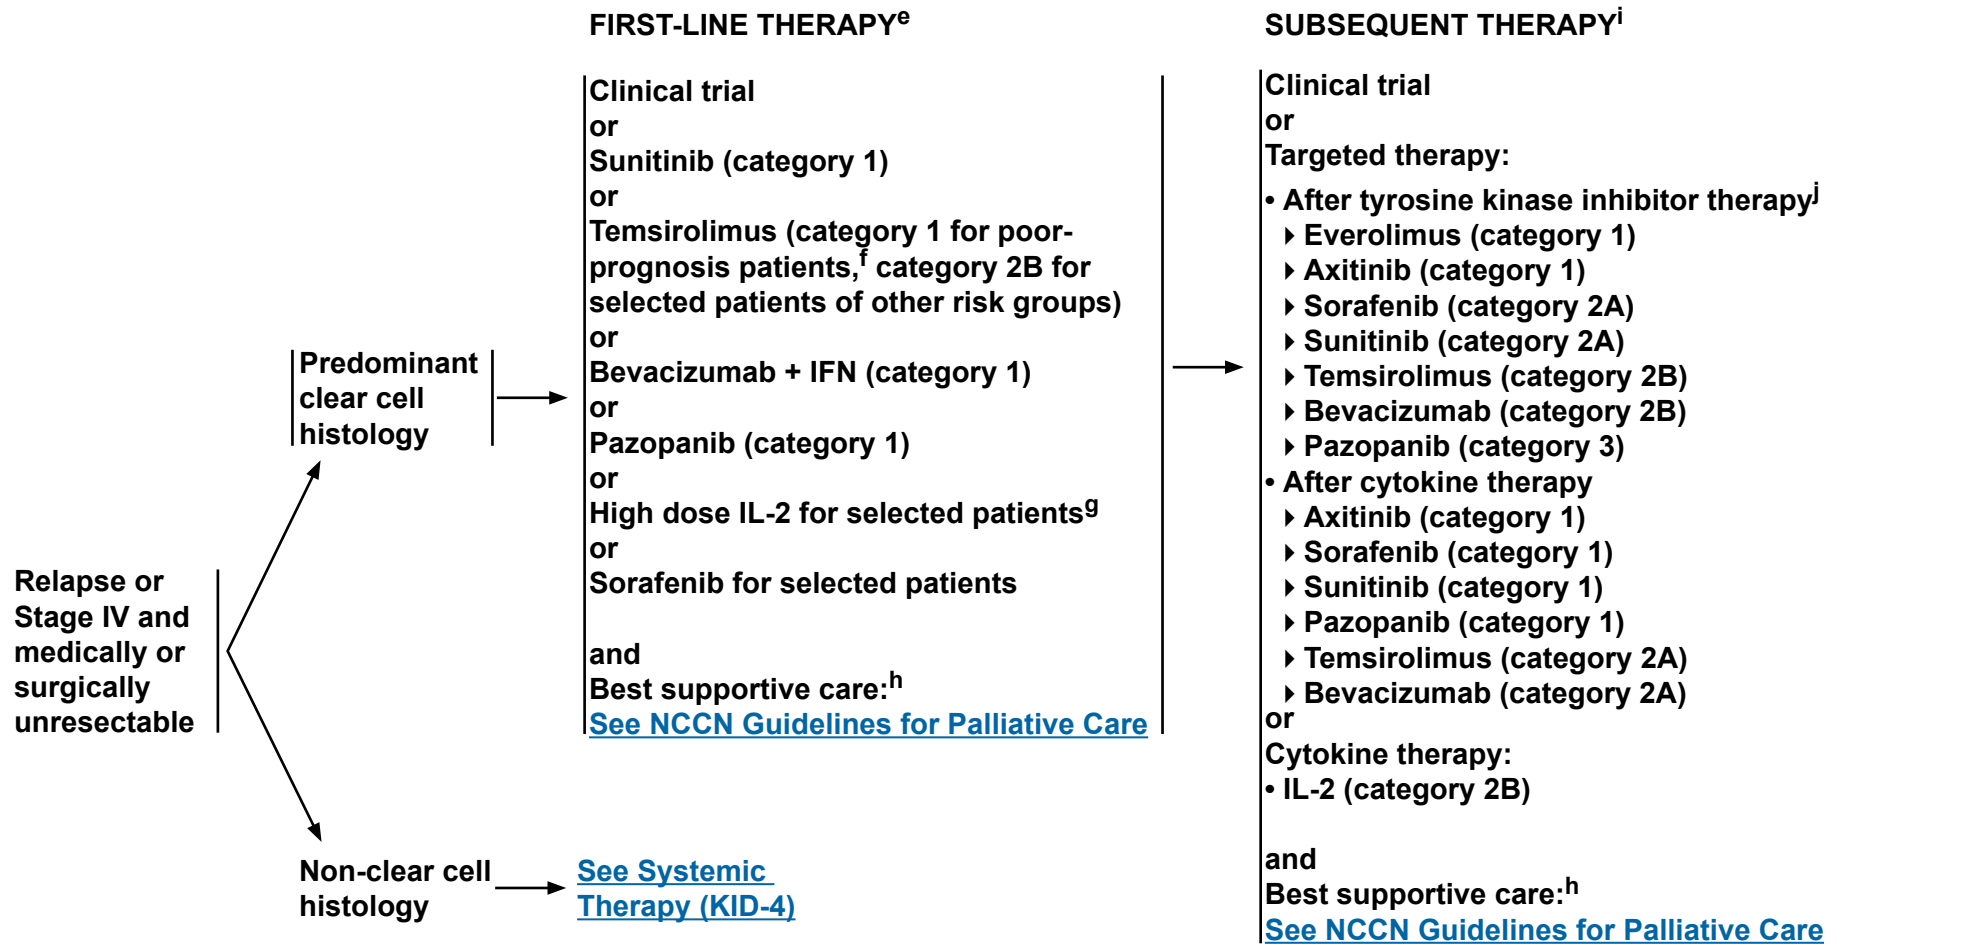 FIRST-LINE THERAPYe
SUBSEQUENT THERAPYi
Relapse or
Stage IV and
medically or
surgically
unresectable
Predominant
clear cell
histology
Clinical trial
or
Sunitinib (category 1)
or
Temsirolimus (category 1 for poor-
prognosis patients,f category 2B for
selected patients of other risk groups)
or
Bevacizumab + IFN (category 1)
or
Pazopanib (category 1)
or
High dose IL-2 for selected patientsg
or
Sorafenib for selected patients
and
Best supportive care:h
See NCCN Guidelines for Palliative Care
Clinical trial
or
Targeted therapy:
• After tyrosine kinase inhibitor therapyj
Everolimus (category 1)
Axitinib (category 1)
Sorafenib (category 2A)
Sunitinib (category 2A)
Temsirolimus (category 2B)
Bevacizumab (category 2B)
Pazopanib (category 3)
• After cytokine therapy
Axitinib (category 1)
Sorafenib (category 1)
Sunitinib (category 1)
Pazopanib (category 1)
Temsirolimus (category 2A)
Bevacizumab (category 2A)
or
Cytokine therapy:
• IL-2 (category 2B)
and
Best supportive care:h
See NCCN Guidelines for Palliative Care
Non-clear cell
histology
See Systemic
Therapy (KID-4)